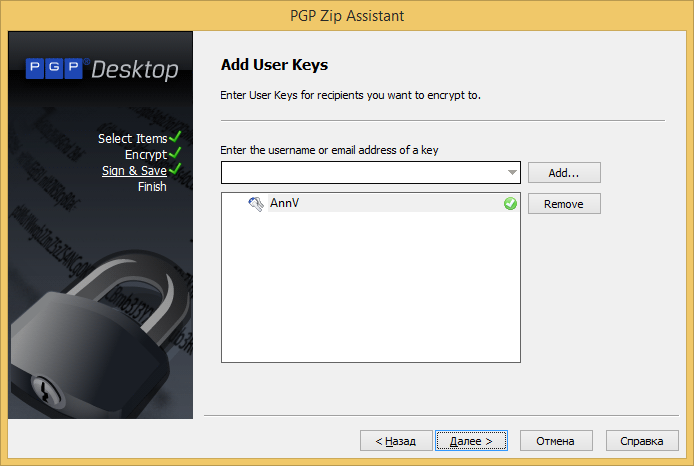 PGP Zip Assistant
PGP® Desktop
Select Items
Encrypt
Sign & Save
Finish
Add User Keys
Enter User Keys for recipients you want to encrypt to.
Enter the username or email address of a key
Add...
AnnV
Remove
< Назад
Далее >
Отмена
Справка